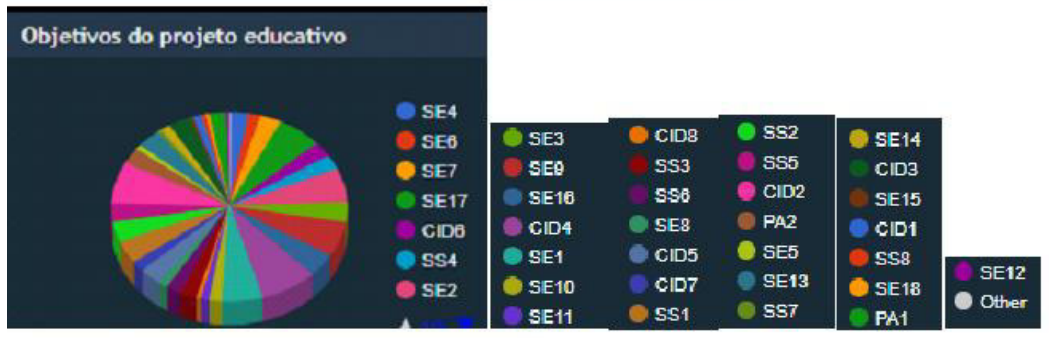 Objetivos do projeto educativo
SE4
SE6
SE7
SE17
CID6
SS4
SE2
SE3
SE9
SE16
CID4
SE1
SE10
SE11
CID8
SS3
SS6
SE8
CID5
CID7
SS1
SS2
SS5
CID2
PA2
SE5
SE13
SS7
SE14
CID3
SE15
CID1
SS8
SE18
PA1
SE12
Other